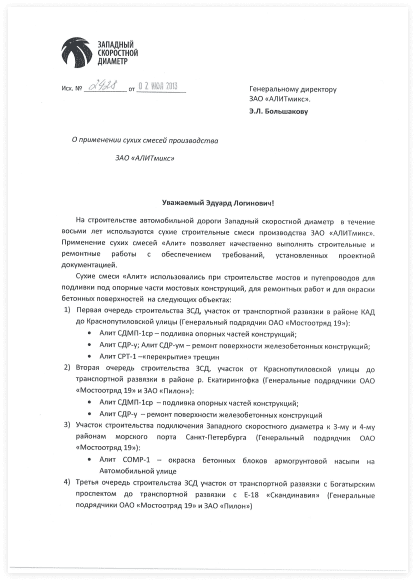 ЗАПАДНЫЙ
СКОРОСТНОЙ
ДИАМЕТР
Исх. № 2428 от 02 ИЮЛ 2013
Генеральному директору
ЗАО «АЛИТмикс».
Э.Л. Большакову
О применении сухих смесей производства
ЗАО «АЛИТмикс»
Уважаемый Эдуард Логинович!
На строительстве автомобильной дороги Западный скоростной диаметр в течение
восьми лет используются сухие строительные смеси производства ЗАО «АЛИТмикс».
Применение сухих смесей «Алит» позволяет качественно выполнять строительные и
ремонтные работы с обеспечением требований, установленных проектной
документацией.
Сухие смеси «Алит» использовались при строительстве мостов и путепроводов для
подливки под опорные части мостовых конструкций, для ремонтных работ и для окраски
бетонных поверхностей на следующих объектах:
1) Первая очередь строительства ЗСД, участок от транспортной развязки в районе КАД
до Краснопутиловской улицы (Генеральный подрядчик ОАО «Мостоотряд 19»):
• Алит СДМП-1ср – подливка опорных частей конструкций;
• Алит СДР-у; Алит СДР-ум – ремонт поверхности железобетонных конструкций;
• Алит СРТ-1 –«перекрытие» трещин
2) Вторая очередь строительства ЗСД, участок от Краснопутиловской улицы до
транспортной развязки в районе р. Екатирингофка (Генеральные подрядчики ОАО
«Мостоотряд 19» и ЗАО «Пилон»):
• Алит СДМП-1ср – подливка опорных частей конструкций;
• Алит СДР-у – ремонт поверхности железобетонных конструкций
3) Участок строительства подключения Западного скоростного диаметра к 3-му и 4-му
районам морского порта Санкт-Петербурга (Генеральный подрядчик ОАО
«Мостоотряд 19»):
• Алит СОМР-1 – окраска бетонных блоков армогрунтовой насыпи на
Автомобильной улице
4) Третья очередь строительства ЗСД участок от транспортной развязки с Богатырским
проспектом до транспортной развязки с Е-18 «Скандинавия» (Генеральные
подрядчики ОАО «Мостоотряд 19» и ЗАО «Пилон»)